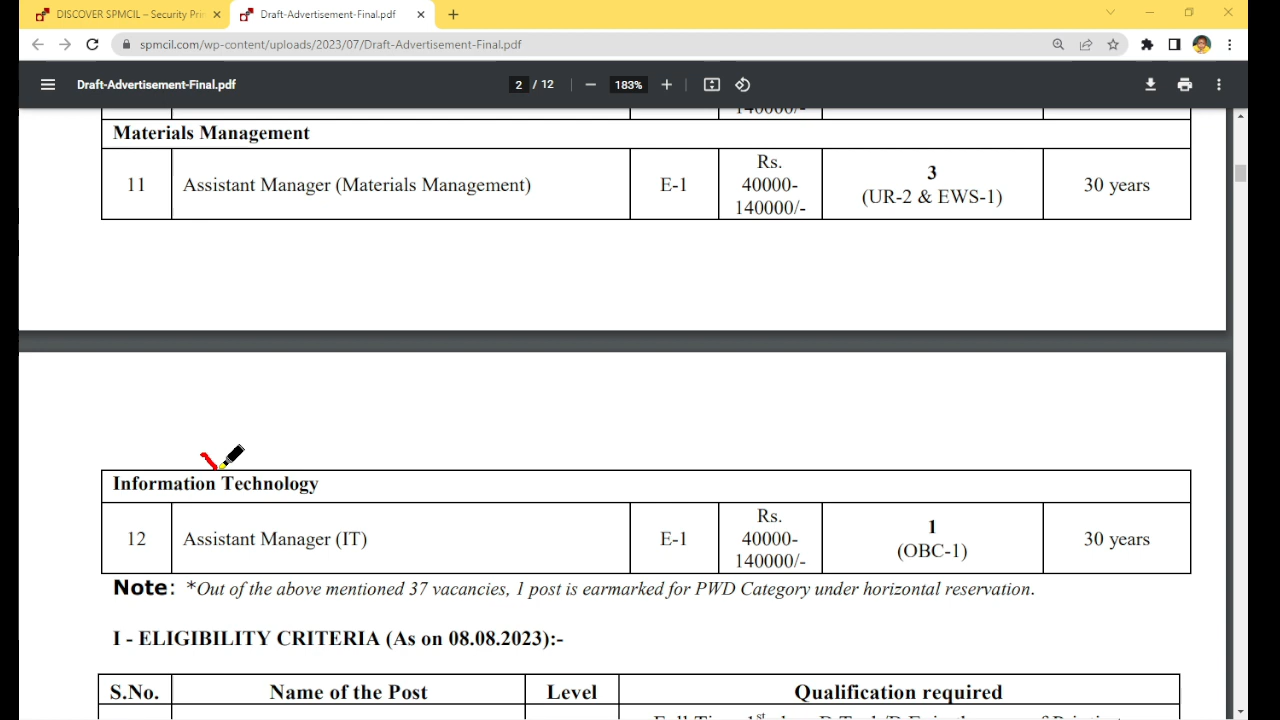 DISCOVER SPMCIL – Security Prin
Draft-Advertisement-Final.pdf
spmcil.com/wp-content/uploads/2023/07/Draft-Advertisement-Final.pdf
Draft-Advertisement-Final.pdf
2 / 12
183%
140000/-
Materials Management
11 Assistant Manager (Materials Management) E-1 Rs. 40000-140000/- 3 (UR-2 & EWS-1) 30 years
Information Technology
12 Assistant Manager (IT) E-1 Rs. 40000-140000/- 1 (OBC-1) 30 years
Note: *Out of the above mentioned 37 vacancies, 1 post is earmarked for PWD Category under horizontal reservation.
I - ELIGIBILITY CRITERIA (As on 08.08.2023):-
S.No. Name of the Post Level Qualification required